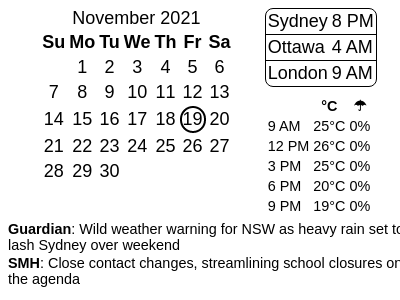 November 2021
Su Mo Tu We Th Fr Sa
1 2 3 4 5 6
7 8 9 10 11 12 13
14 15 16 17 18 19 20
21 22 23 24 25 26 27
28 29 30
Sydney 8 PM
Ottawa 4 AM
London 9 AM
°C ☂
9 AM 25°C 0%
12 PM 26°C 0%
3 PM 25°C 0%
6 PM 20°C 0%
9 PM 19°C 0%
Guardian: Wild weather warning for NSW as heavy rain set to
lash Sydney over weekend
SMH: Close contact changes, streamlining school closures on
the agenda